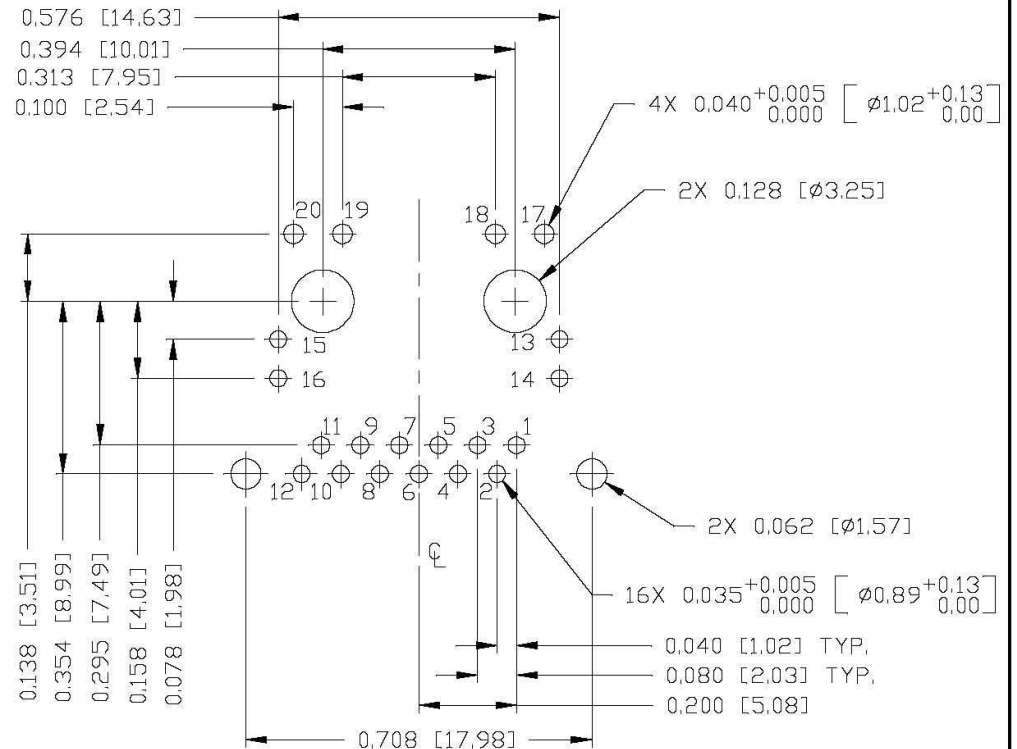 0.576 [14.63]
0.394 [10.01]
0.313 [7.95]
0.100 [2.54]
4X 0.040 +0.005 0.000 [ ø1.02 +0.13 0.00 ]
2X 0.128 [ø3.25]
20 19 18 17
15 13
16 14
11 9 7 5 3 1
12 10 8 6 4 2
2X 0.062 [ø1.57]
℄
16X 0.035 +0.005 0.000 [ ø0.89 +0.13 0.00 ]
0.138 [3.51]
0.354 [8.99]
0.295 [7.49]
0.158 [4.01]
0.078 [1.98]
0.040 [1.02] TYP.
0.080 [2.03] TYP.
0.200 [5.08]
0.708 [17.98]